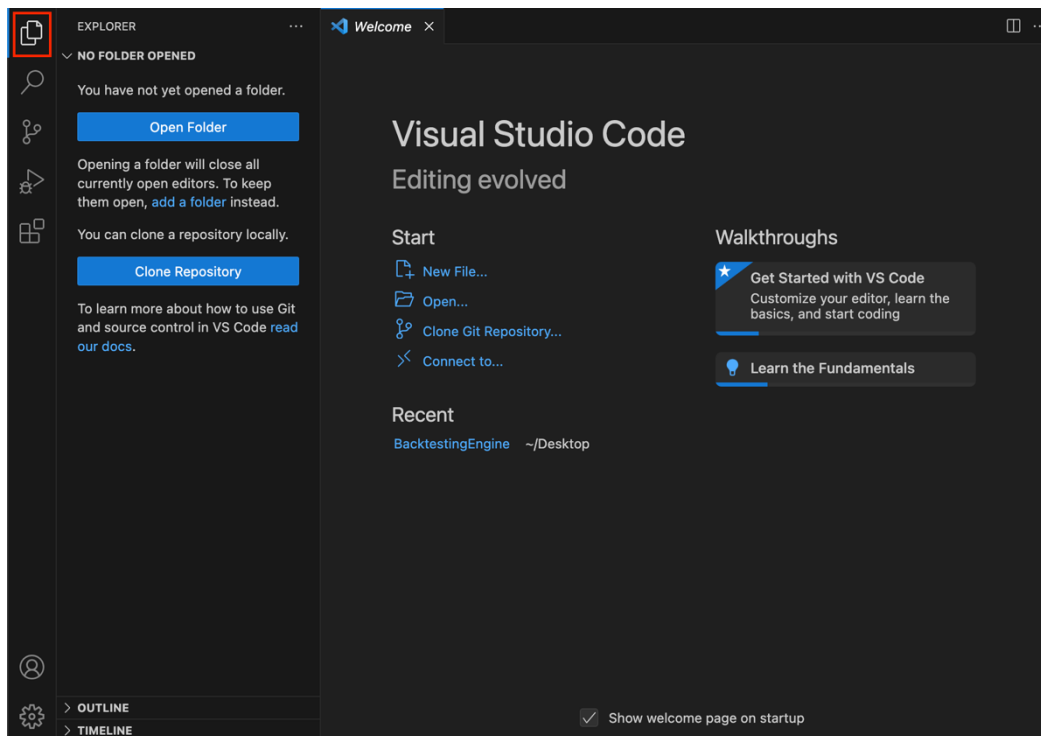 EXPLORER
NO FOLDER OPENED
You have not yet opened a folder.
Open Folder
Opening a folder will close all
currently open editors. To keep
them open, add a folder instead.
You can clone a repository locally.
Clone Repository
To learn more about how to use Git
and source control in VS Code read
our docs.
OUTLINE
TIMELINE
Welcome
Visual Studio Code
Editing evolved
Start
New File...
Open...
Clone Git Repository...
Connect to...
Recent
BacktestingEngine ~/Desktop
Walkthroughs
Get Started with VS Code
Customize your editor, learn the
basics, and start coding
Learn the Fundamentals
Show welcome page on startup